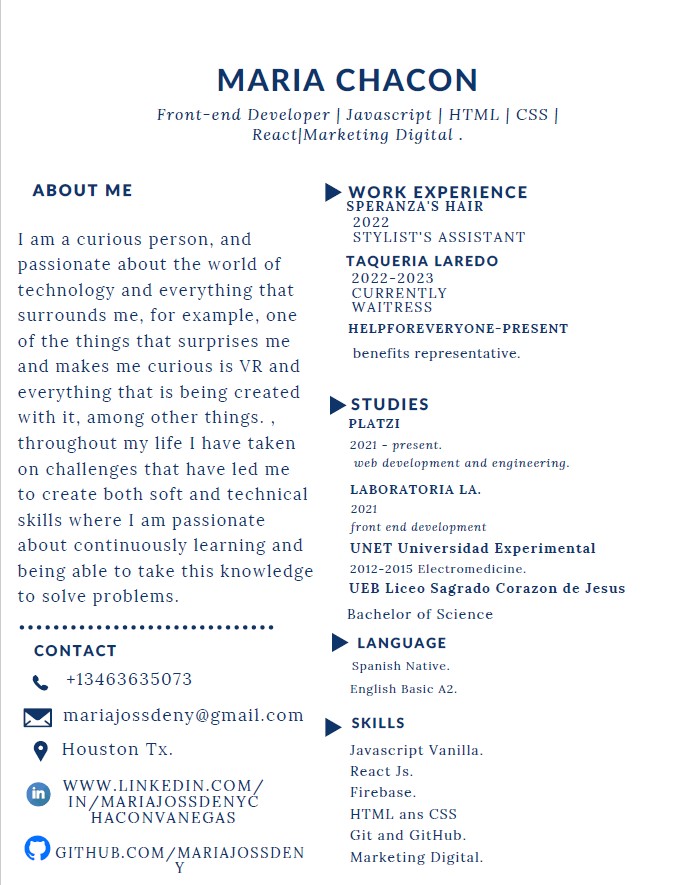 MARIA CHACON
Front-end Developer | Javascript | HTML | CSS |
React|Marketing Digital .
ABOUT ME
I am a curious person, and
passionate about the world of
technology and everything that
surrounds me, for example, one
of the things that surprises me
and makes me curious is VR and
everything that is being created
with it, among other things. ,
throughout my life I have taken
on challenges that have led me
to create both soft and technical
skills where I am passionate
about continuously learning and
being able to take this knowledge
to solve problems.
CONTACT
+13463635073
mariajossdeny@gmail.com
Houston Tx.
in
WWW.LINKEDIN.COM/
IN/MARIAJOSSDENYC
HACONVANEGAS
GITHUB.COM/MARIAJOSSDEN
Y
WORK EXPERIENCE
SPERANZA'S HAIR
2022
STYLIST'S ASSISTANT
TAQUERIA LAREDO
2022-2023
CURRENTLY
WAITRESS
HELPFOREVERYONE-PRESENT
benefits representative.
STUDIES
PLATZI
2021 - present.
web development and engineering.
LABORATORIA LA.
2021
front end development
UNET Universidad Experimental
2012-2015 Electromedicine.
UEB Liceo Sagrado Corazon de Jesus
Bachelor of Science
LANGUAGE
Spanish Native.
English Basic A2.
SKILLS
Javascript Vanilla.
React Js.
Firebase.
HTML ans CSS
Git and GitHub.
Marketing Digital.